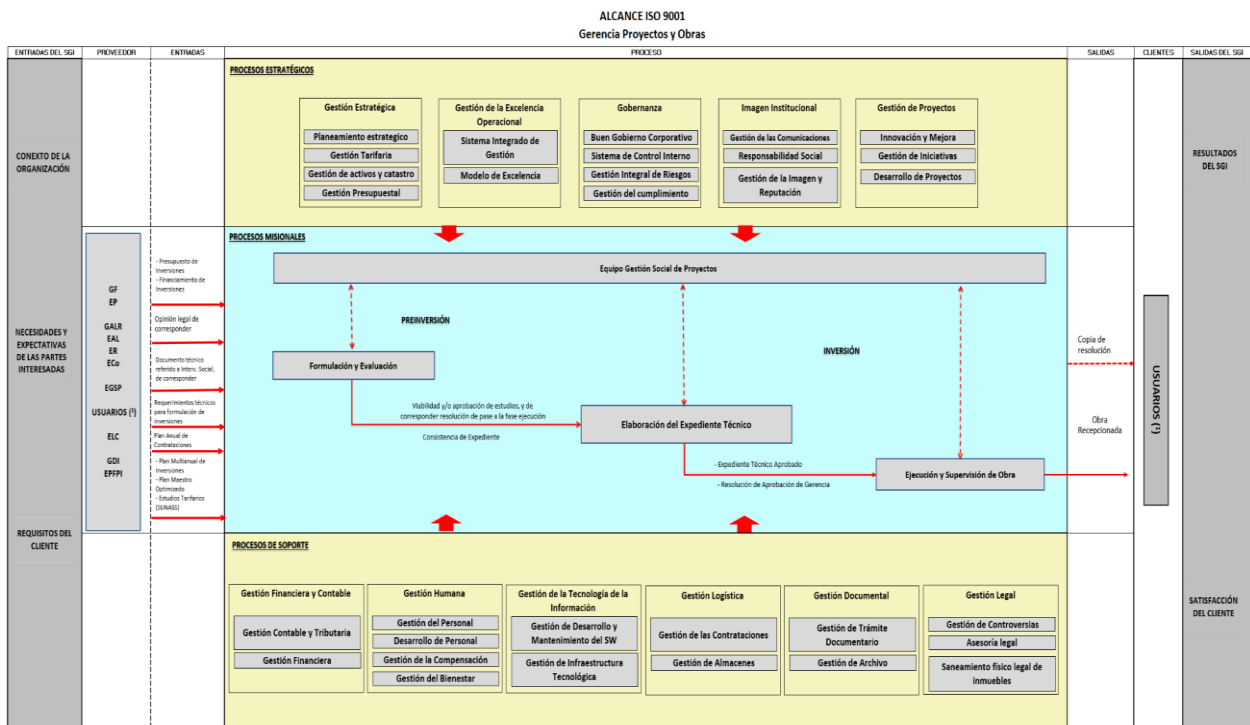 ALCANCE ISO 9001
Gerencia Proyectos y Obras
ENTRADAS DEL SGI
PROVEEDOR
ENTRADAS
PROCESO
SALIDAS
CLIENTES
SALIDAS DEL SGI
CONEXTO DE LA
ORGANIZACIÓN
NECESIDADES Y
EXPECTATIVAS
DE LAS PARTES
INTERESADAS
REQUISITOS DEL
CLIENTE
GF
EP
GALR
EAL
ER
ECo
EGSP
USUARIOS (¹)
ELC
GDI
EPFPI
- Presupuesto de
Inversiones
- Financiamiento de
Inversiones
Opinión legal de
corresponder
Documento técnico
referido a Interv. Social,
de corresponder
Requerimientos técnicos
para formulación de
inversiones
Plan Anual de
Contrataciones
- Plan Multianual de
Inversiones
- Plan Maestro
Optimizado
- Estudios Tarifarios
(SUNASS)
PROCESOS ESTRATÉGICOS
Gestión Estratégica
Planeamiento estrategico
Gestión Tarifaria
Gestión de activos y catastro
Gestión Presupuestal
Gestión de la Excelencia
Operacional
Sistema Integrado de
Gestión
Modelo de Excelencia
Gobernanza
Buen Gobierno Corporativo
Sistema de Control Interno
Gestión Integral de Riesgos
Gestión del cumplimiento
Imagen Institucional
Gestión de las Comunicaciones
Responsabilidad Social
Gestión de la Imagen y
Reputación
Gestión de Proyectos
Innovación y Mejora
Gestión de Iniciativas
Desarrollo de Proyectos
PROCESOS MISIONALES
Equipo Gestión Social de Proyectos
PREINVERSIÓN
INVERSIÓN
Formulación y Evaluación
Viabilidad y/o aprobación de estudios, y de
corresponder resolución de pase a la fase ejecución
Consistencia de Expediente
Elaboración del Expediente Técnico
- Expediente Técnico Aprobado
- Resolución de Aprobación de Gerencia
Ejecución y Supervisión de Obra
PROCESOS DE SOPORTE
Gestión Financiera y Contable
Gestión Contable y Tributaria
Gestión Financiera
Gestión Humana
Gestión del Personal
Desarrollo de Personal
Gestión de la Compensación
Gestión del Bienestar
Gestión de la Tecnología de la
Información
Gestión de Desarrollo y
Mantenimiento del SW
Gestión de Infraestructura
Tecnológica
Gestión Logística
Gestión de las Contrataciones
Gestión de Almacenes
Gestión Documental
Gestión de Trámite
Documentario
Gestión de Archivo
Gestión Legal
Gestión de Controversias
Asesoría legal
Saneamiento físico legal de
inmuebles
Copia de
resolución
Obra
Recepcionada
USUARIOS (¹)
RESULTADOS
DEL SGI
SATISFACCIÓN
DEL CLIENTE